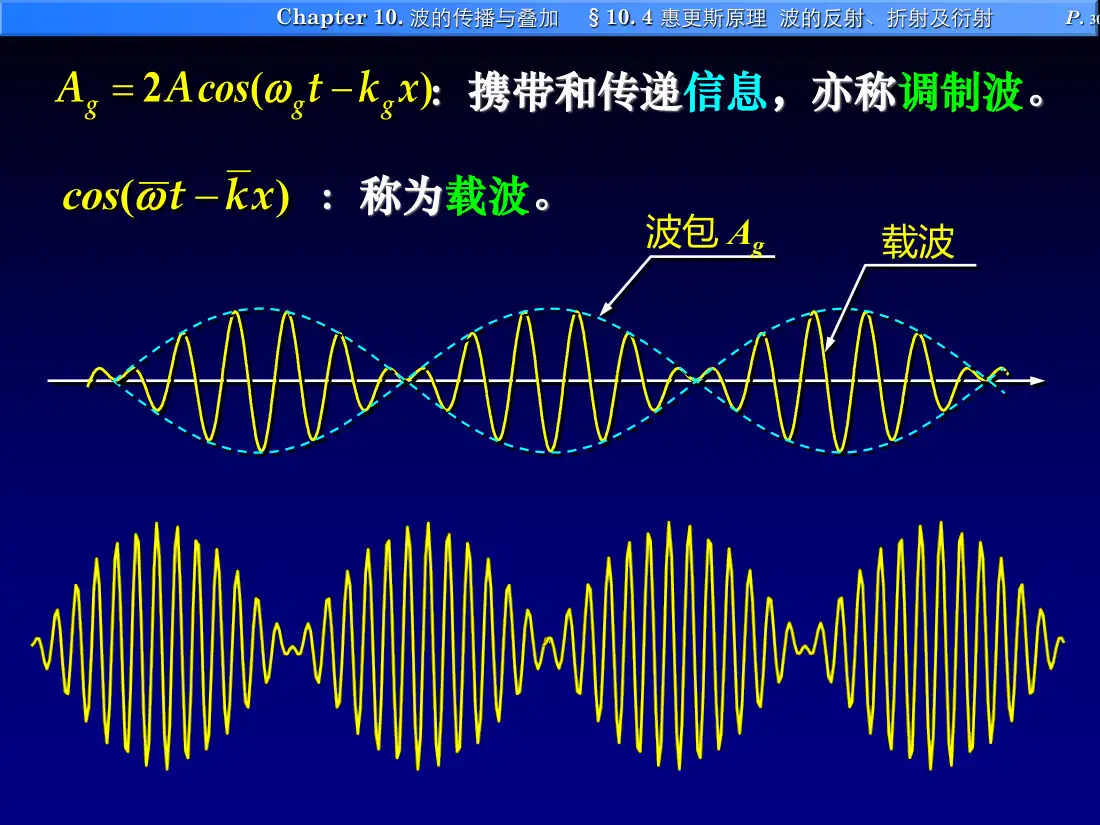 Chapter 10. 波的传播与叠加 §10.4 惠更斯原理 波的反射、折射及衍射 P. 30
A_g = 2A cos(ω_g t − k_g x): 携带和传递信息，亦称调制波。
cos(ω̅t − k̅x) : 称为载波。
波包 A_g
载波